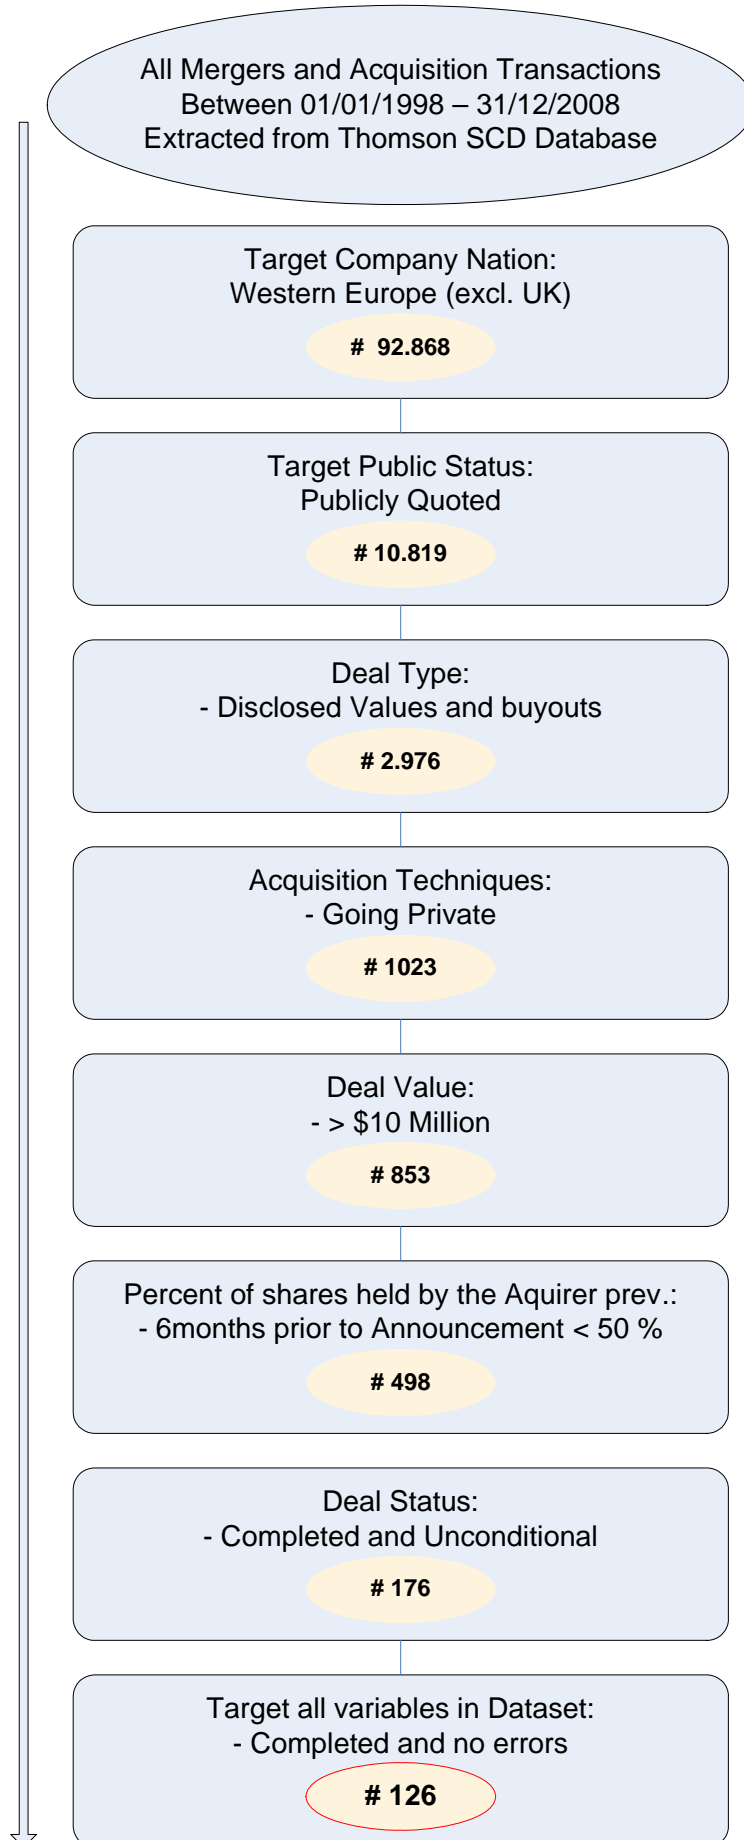 All Mergers and Acquisition Transactions
Between 01/01/1998 – 31/12/2008
Extracted from Thomson SCD Database
Target Company Nation:
Western Europe (excl. UK)
# 92.868
Target Public Status:
Publicly Quoted
# 10.819
Deal Type:
- Disclosed Values and buyouts
# 2.976
Acquisition Techniques:
- Going Private
# 1023
Deal Value:
- > $10 Million
# 853
Percent of shares held by the Aquirer prev.:
- 6months prior to Announcement < 50 %
# 498
Deal Status:
- Completed and Unconditional
# 176
Target all variables in Dataset:
- Completed and no errors
# 126